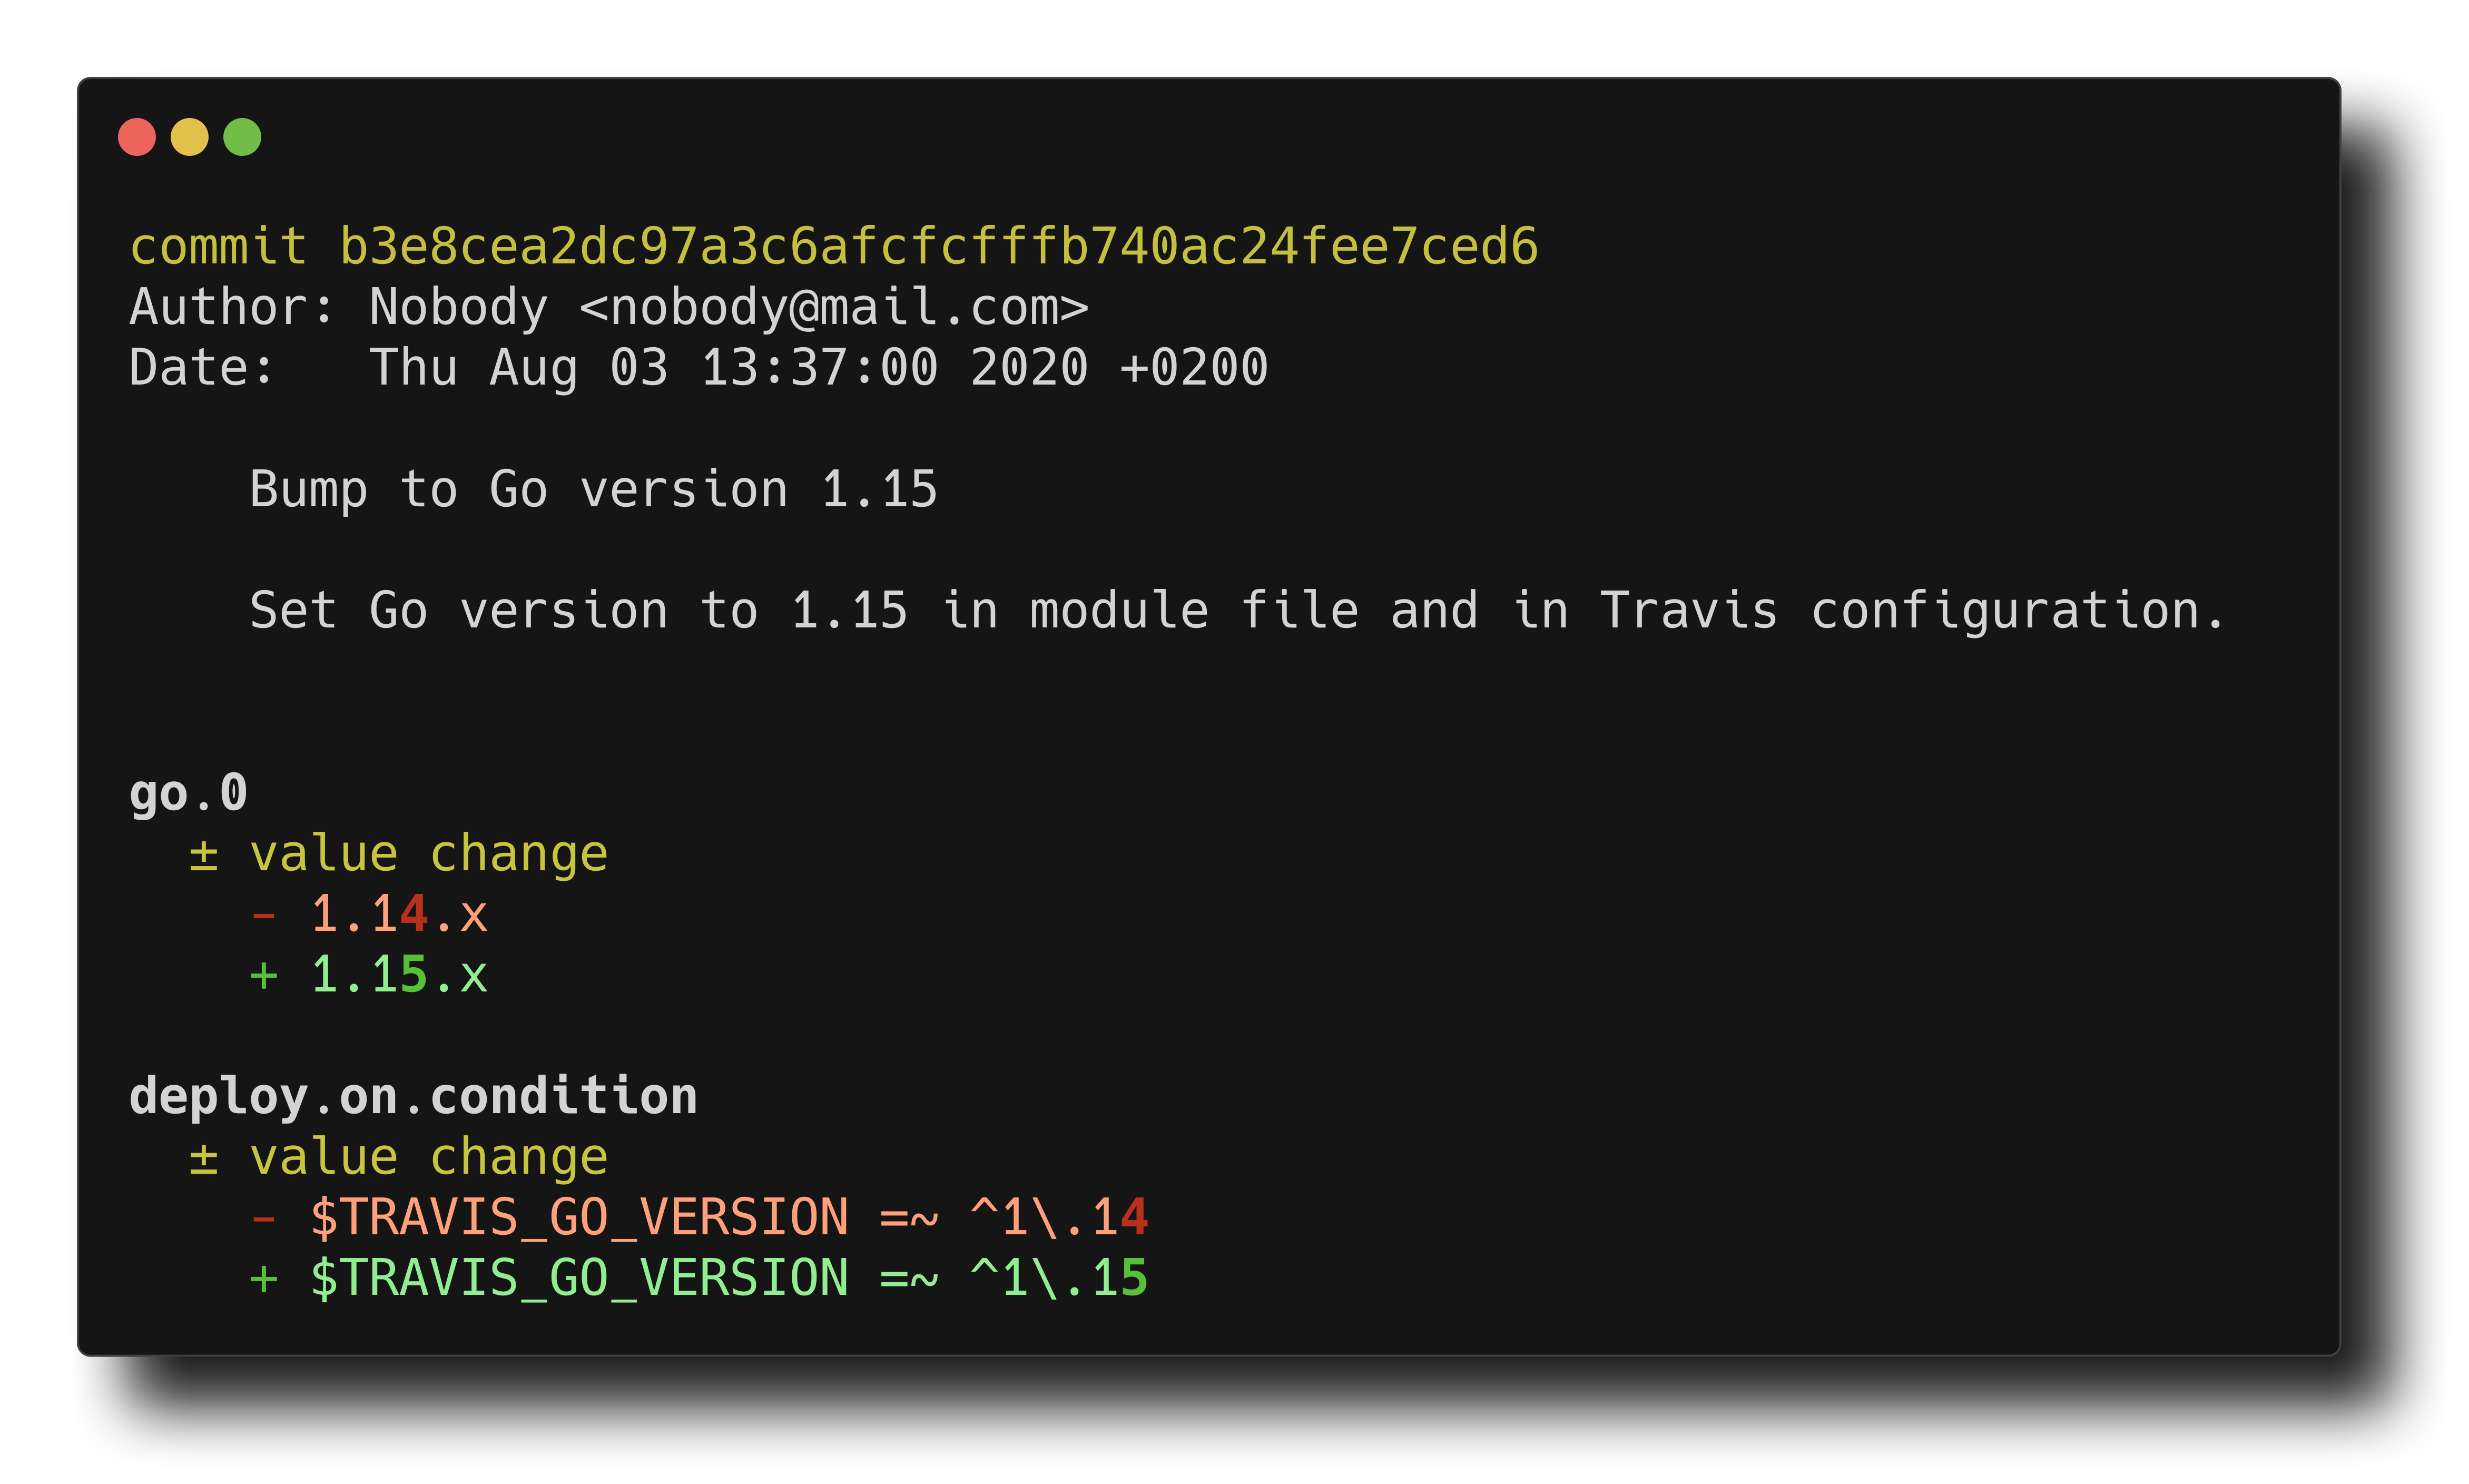 commit b3e8cea2dc97a3c6afcfcfffb740ac24fee7ced6
Author: Nobody <nobody@mail.com>
Date:   Thu Aug 03 13:37:00 2020 +0200
    Bump to Go version 1.15
    Set Go version to 1.15 in module file and in Travis configuration.
go.0
  ± value change
    - 1.14.x
    + 1.15.x
deploy.on.condition
  ± value change
    - $TRAVIS_GO_VERSION =~ ^1\.14
    + $TRAVIS_GO_VERSION =~ ^1\.15